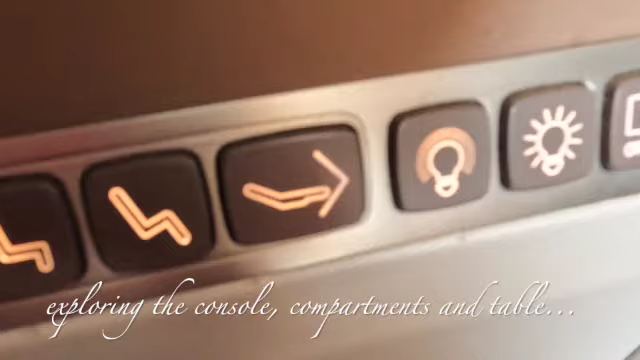 exploring the console, compartments and table...